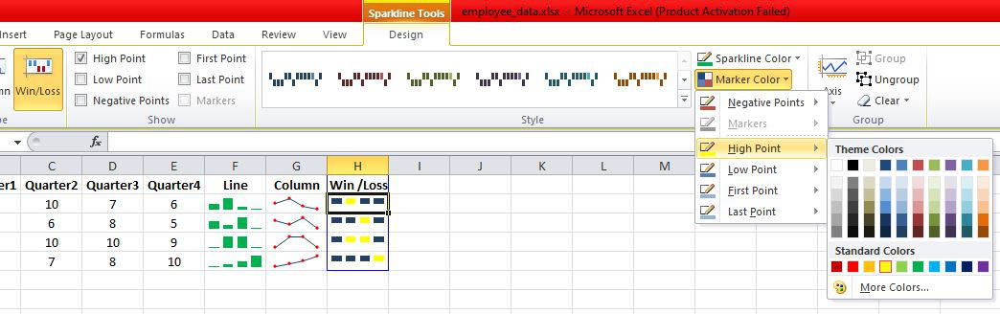 Sparkline Tools employee_data.xlsx - Microsoft Excel (Product Activation Failed)
Insert Page Layout Formulas Data Review View Design
High Point First Point
Win/Loss Low Point Last Point
Negative Points Markers
Show
Style
Sparkline Color
Marker Color
Axis
Group
Ungroup
Clear
Group
Negative Points
Markers
High Point
Low Point
First Point
Last Point
Theme Colors
Standard Colors
More Colors...
fx
C D E F G H I J K L M
Quarter2 Quarter3 Quarter4 Line Column Win /Loss
10 7 6
6 8 5
10 10 9
7 8 10